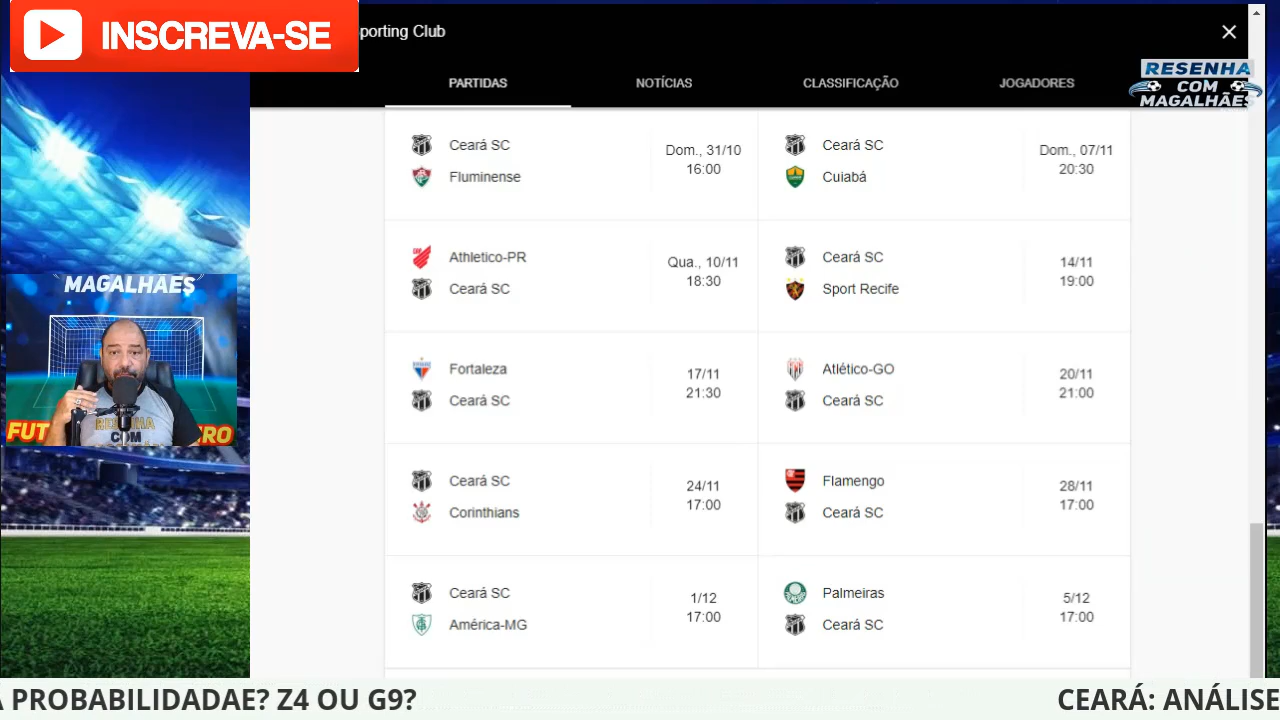 INSCREVA-SE
porting Club
PARTIDAS
NOTÍCIAS
CLASSIFICAÇÃO
JOGADORES
RESENHA
COM
MAGALHÃES
Ceará SC
Fluminense
Dom., 31/10
16:00
Ceará SC
Cuiabá
Dom., 07/11
20:30
Athletico-PR
Ceará SC
Qua., 10/11
18:30
Ceará SC
Sport Recife
14/11
19:00
Fortaleza
Ceará SC
17/11
21:30
Atlético-GO
Ceará SC
20/11
21:00
Ceará SC
Corinthians
24/11
17:00
Flamengo
Ceará SC
28/11
17:00
Ceará SC
América-MG
1/12
17:00
Palmeiras
Ceará SC
5/12
17:00
MAGALHÃES
FUT
RO
RESENHA
COM
A PROBABILIDADAE? Z4 OU G9?
CEARÁ: ANÁLISE